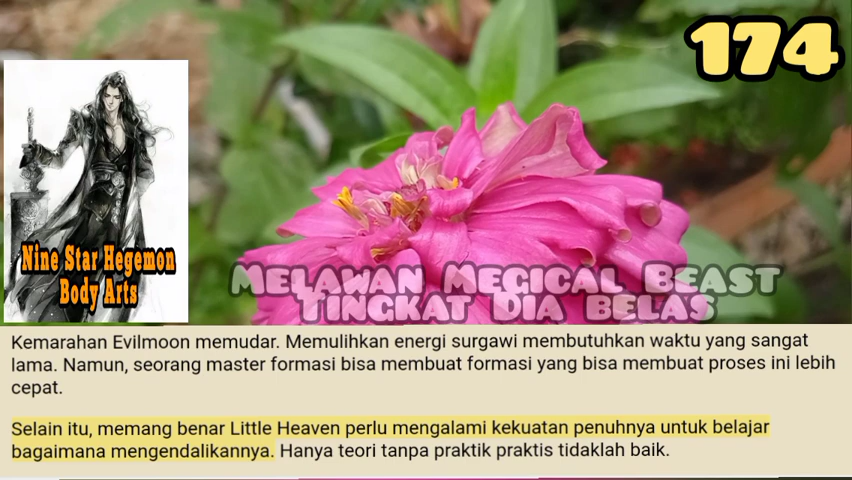 174
Nine Star Hegemon
Body Arts
Melawan Megical Beast
Tingkat Dia belas
Kemarahan Evilmoon memudar. Memulihkan energi surgawi membutuhkan waktu yang sangat
lama. Namun, seorang master formasi bisa membuat formasi yang bisa membuat proses ini lebih
cepat.
Selain itu, memang benar Little Heaven perlu mengalami kekuatan penuhnya untuk belajar
bagaimana mengendalikannya. Hanya teori tanpa praktik praktis tidaklah baik.